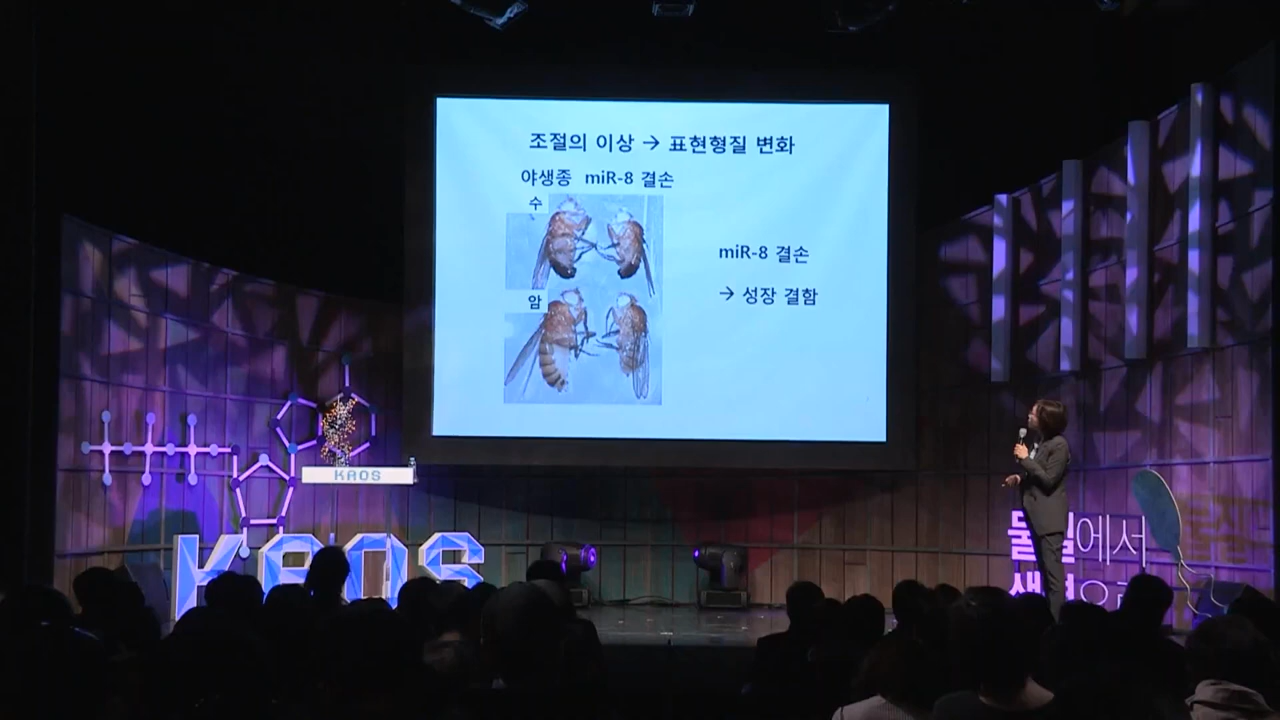 조절의 이상 → 표현형질 변화
야생종 miR-8 결손
수
암
miR-8 결손
→ 성장 결함
KAOS
KAOS
물질에서